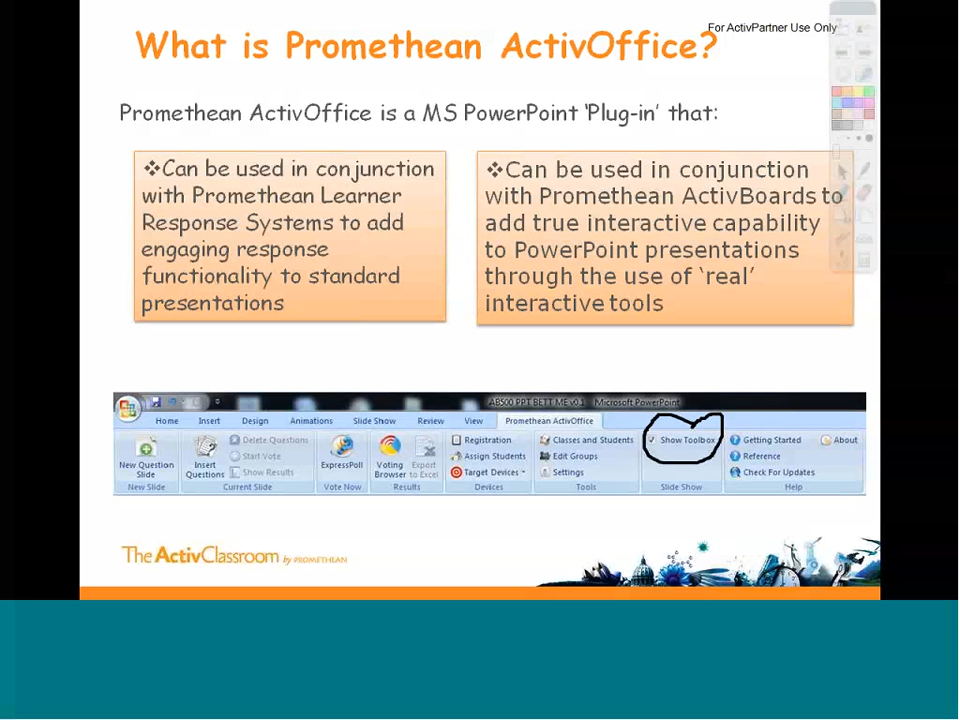 For ActivPartner Use Only
What is Promethean ActivOffice?
Promethean ActivOffice is a MS PowerPoint ‘Plug-in’ that:
❖Can be used in conjunction
with Promethean Learner
Response Systems to add
engaging response
functionality to standard
presentations
❖Can be used in conjunction
with Promethean ActivBoards to
add true interactive capability
to PowerPoint presentations
through the use of ‘real’
interactive tools
AB500 PPT BETT ME v0.1 - Microsoft PowerPoint
Home Insert Design Animations Slide Show Review View Promethean ActivOffice
New Question
Slide
New Slide
Insert
Questions
Delete Questions
Start Vote
Show Results
Current Slide
ExpressPoll
Vote Now
Voting
Browser
Export
to Excel
Results
Registration
Assign Students
Target Devices
Devices
Classes and Students
Edit Groups
Settings
Tools
Show Toolbox
Slide Show
Getting Started
Reference
Check For Updates
About
Help
The ActivClassroom by PROMETHEAN